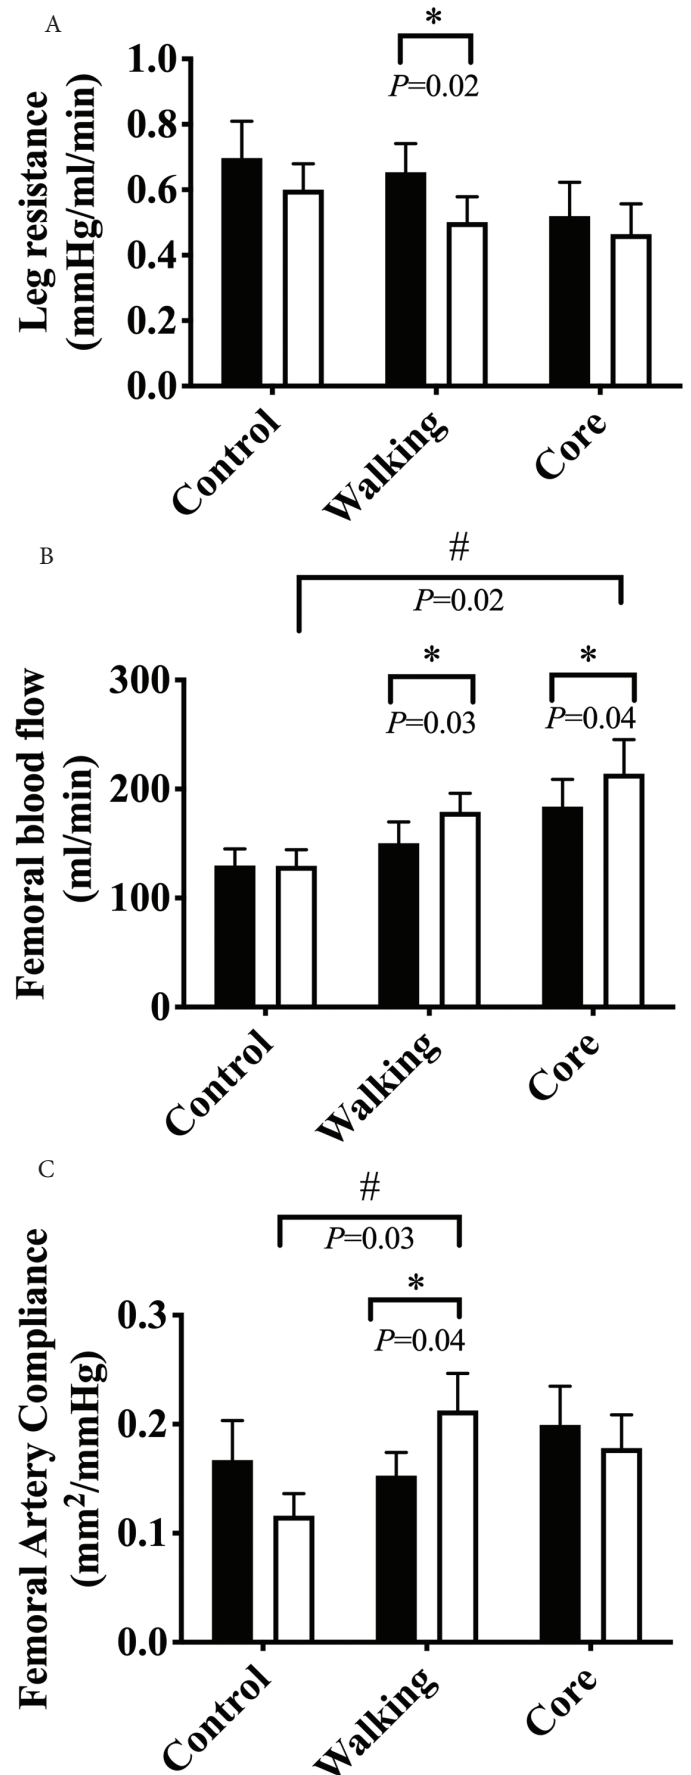 A
Leg resistance
(mmHg/ml/min)
1.0
0.8
0.6
0.4
0.2
0.0
*
P=0.02
Control
Walking
Core
B
Femoral blood flow
(ml/min)
300
200
100
0
#
P=0.02
*
P=0.03
*
P=0.04
Control
Walking
Core
C
Femoral Artery Compliance
(mm²/mmHg)
0.3
0.2
0.1
0.0
#
P=0.03
*
P=0.04
Control
Walking
Core